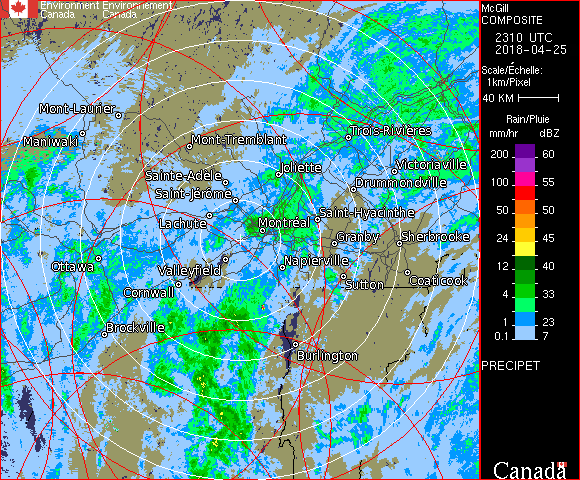 Environment Environnement
Canada Canada
McGill
COMPOSITE
2310 UTC
2018-04-25
Scale/Échelle:
1km/Pixel
40 KM
Rain/Pluie
mm/hr dBZ
200 60
100 55
50 50
24 45
12 40
4 33
1 23
0.1 7
PRECIPET
Canada
Mont-Laurier
Maniwaki
Mont-Tremblant
Trois-Rivières
Sainte-Adèle
Joliette
Victoriaville
Saint-Jérôme
Drummondville
Lachute
Montréal
Saint-Hyacinthe
Granby
Sherbrooke
Ottawa
Valleyfield
Napierville
Cornwall
Sutton
Coaticook
Brockville
Burlington